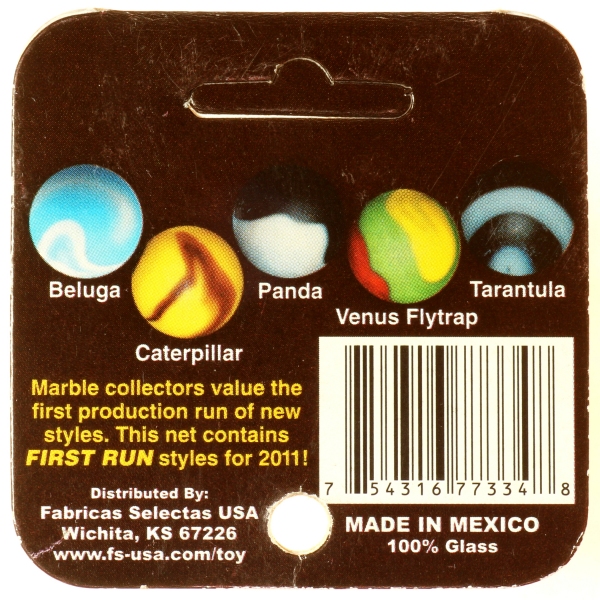 Beluga
Caterpillar
Panda
Venus Flytrap
Tarantula
Marble collectors value the
first production run of new
styles. This net contains
FIRST RUN styles for 2011!
Distributed By:
Fabricas Selectas USA
Wichita, KS 67226
www.fs-usa.com/toy
7 54316 77334 8
MADE IN MEXICO
100% Glass